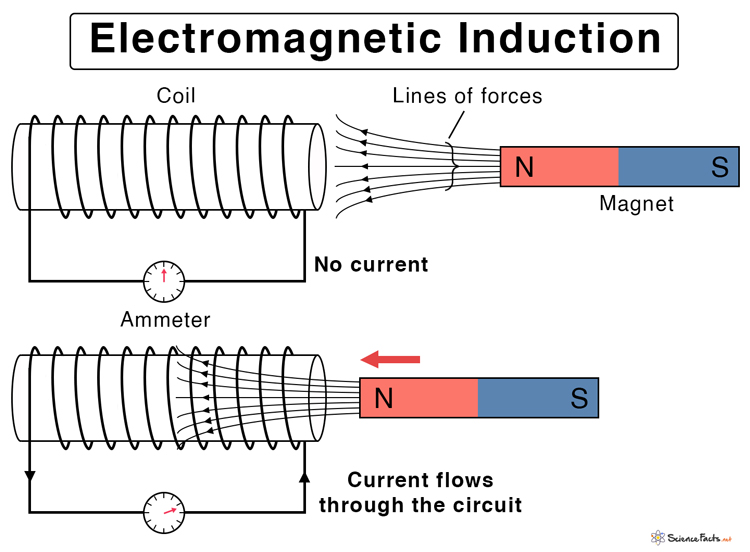 Electromagnetic Induction
Coil
Lines of forces
N
S
Magnet
No current
Ammeter
N
S
Current flows
through the circuit
ScienceFacts.net